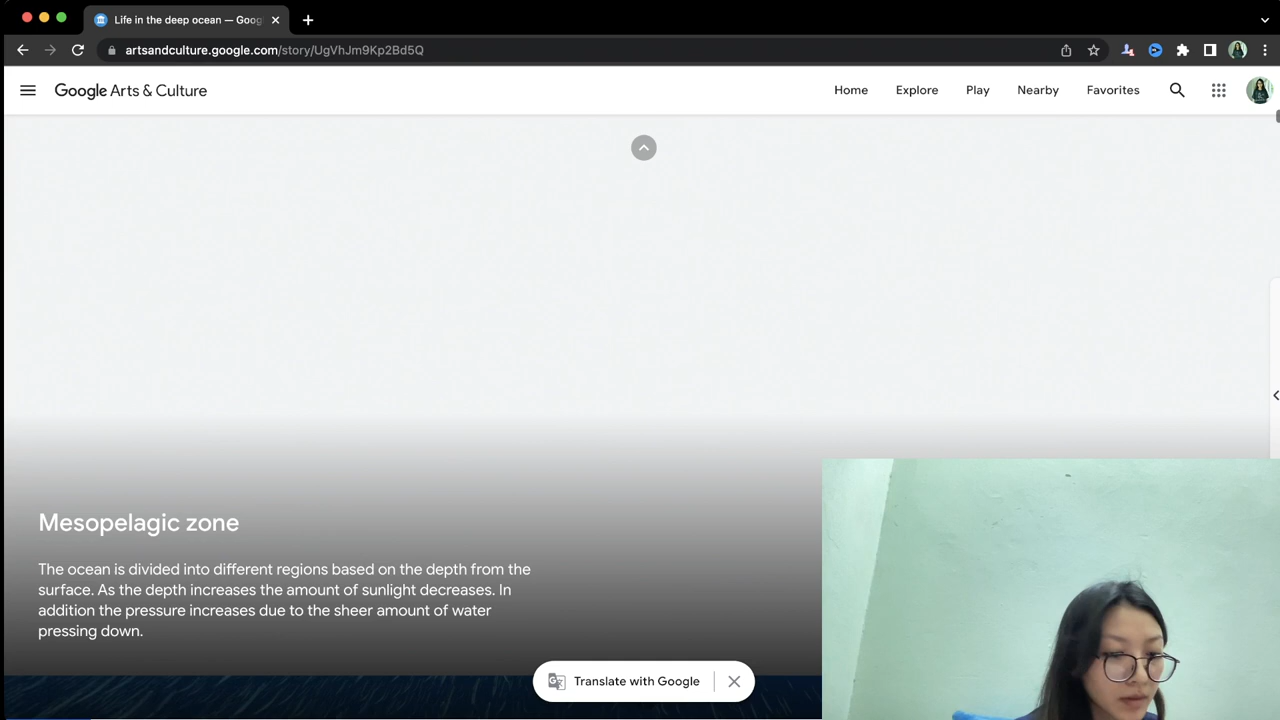 Life in the deep ocean — Goog
artsandculture.google.com/story/UgVhJm9Kp2Bd5Q
Google Arts & Culture
Home
Explore
Play
Nearby
Favorites
Mesopelagic zone
The ocean is divided into different regions based on the depth from the
surface. As the depth increases the amount of sunlight decreases. In
addition the pressure increases due to the sheer amount of water
pressing down.
Translate with Google